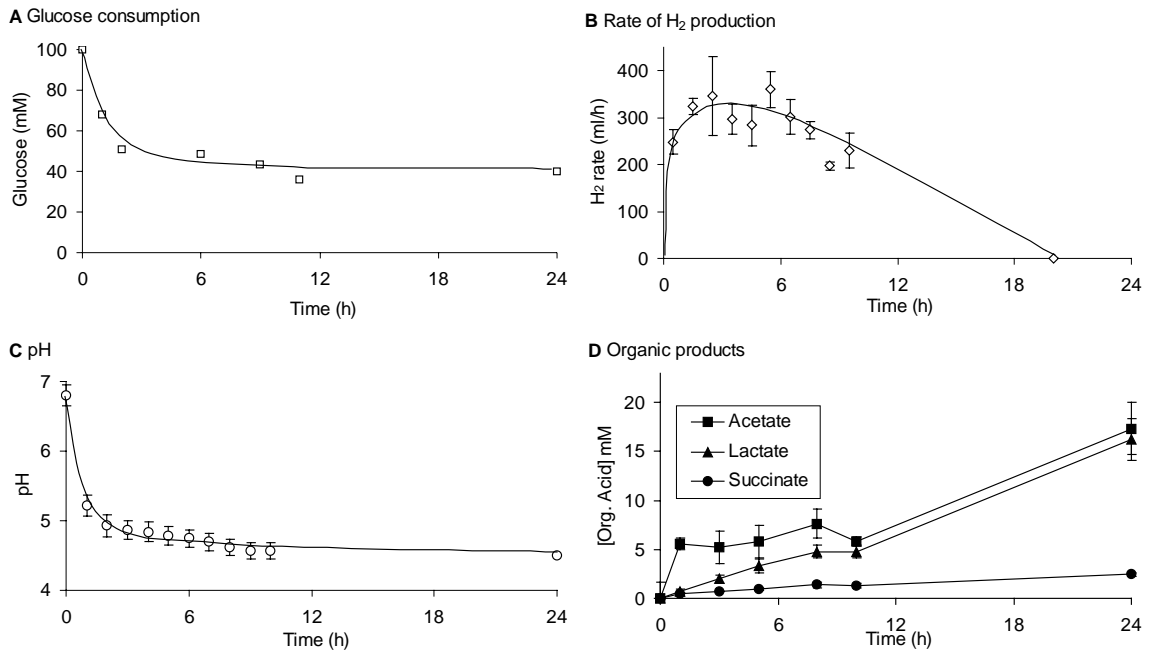 A Glucose consumption
100
80
60
40
20
0
Glucose (mM)
0 6 12 18 24
Time (h)
B Rate of H2 production
400
300
200
100
0
H2 rate (ml/h)
0 6 12 18 24
Time (h)
C pH
7
6
5
4
pH
0 6 12 18 24
Time (h)
D Organic products
20
15
10
5
0
[Org. Acid] mM
Acetate
Lactate
Succinate
0 6 12 18 24
Time (h)